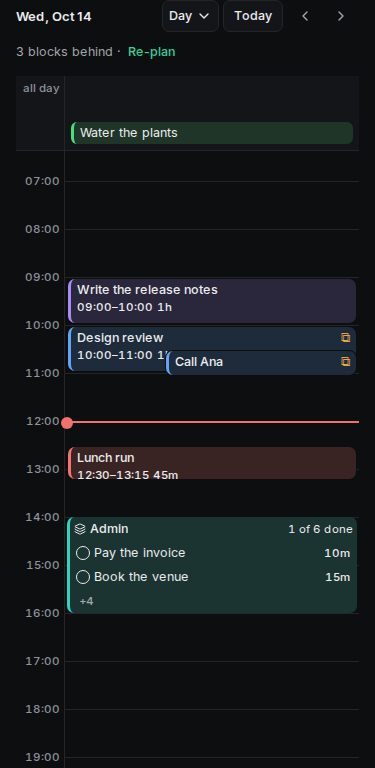 Wed, Oct 14
Day
Today
3 blocks behind · Re-plan
all day
Water the plants
07:00
08:00
09:00
Write the release notes
09:00–10:00 1h
10:00
Design review
10:00–11:00
Call Ana
11:00
12:00
Lunch run
12:30–13:15 45m
13:00
14:00
Admin
1 of 6 done
Pay the invoice
10m
15:00
Book the venue
15m
+4
16:00
17:00
18:00
19:00